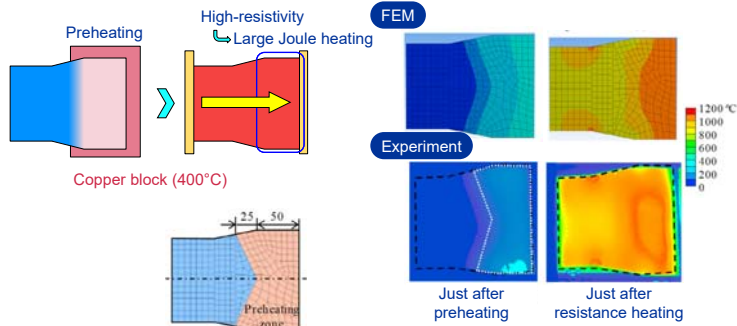 High-resistivity
Preheating
Large Joule heating
Copper block (400°C)
25
50
Preheating
zone
FEM
Experiment
1200 ℃
1000
800
600
400
200
0
Just after
preheating
Just after
resistance heating